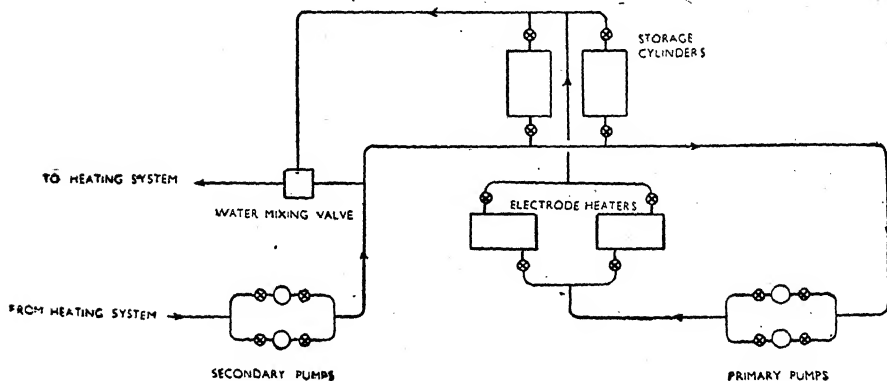 STORAGE
CYLINDERS
TO HEATING SYSTEM
WATER MIXING VALVE
ELECTRODE HEATERS
FROM HEATING SYSTEM
SECONDARY PUMPS
PRIMARY PUMPS